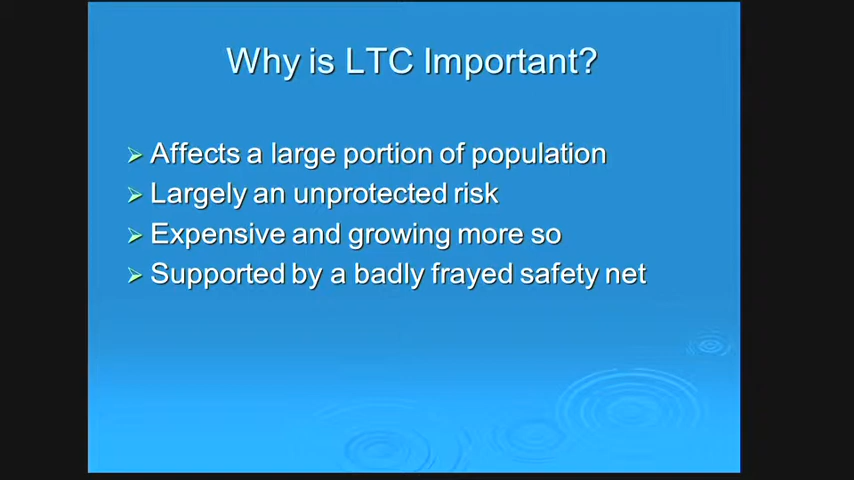 Why is LTC Important?
Affects a large portion of population
Largely an unprotected risk
Expensive and growing more so
Supported by a badly frayed safety net